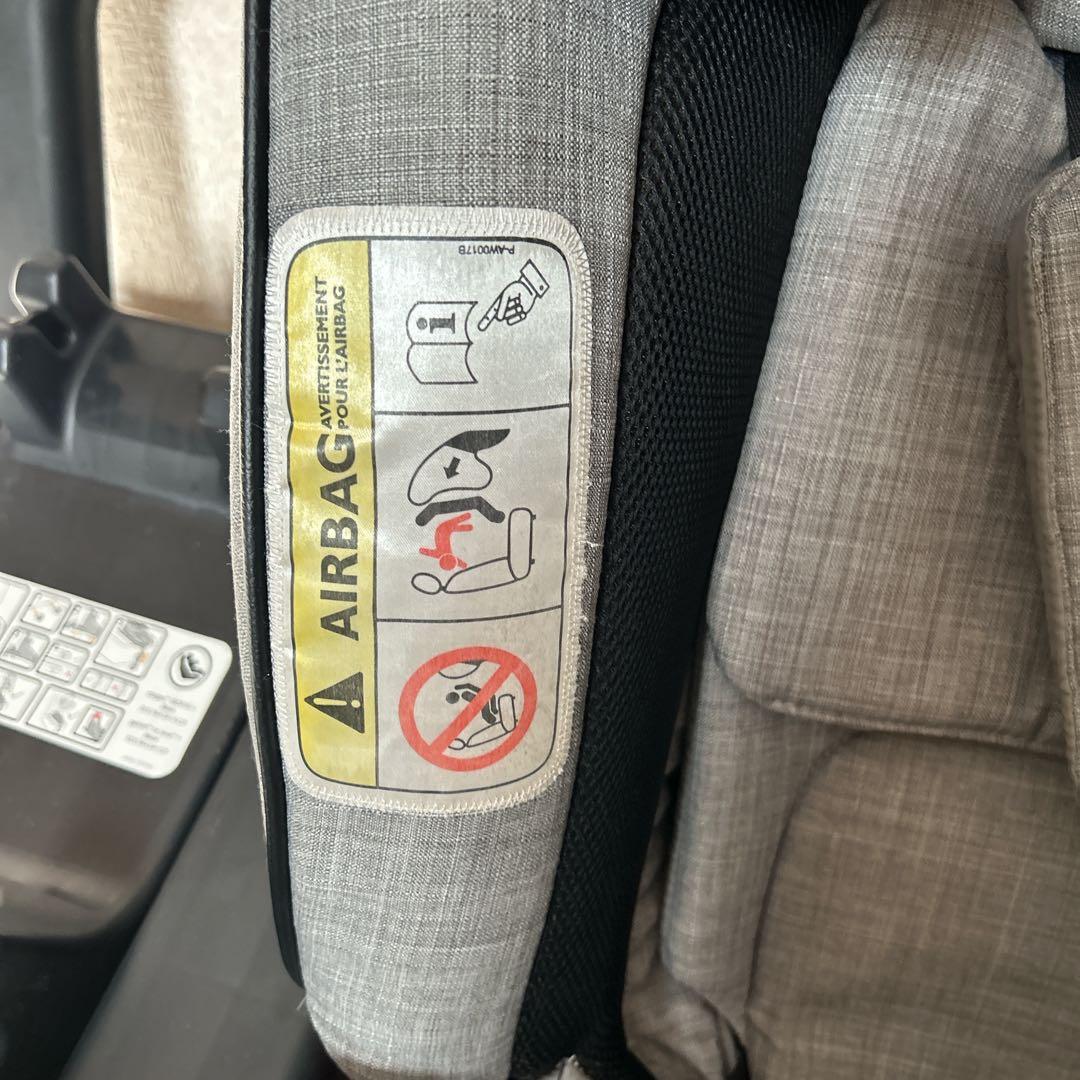 AIRBAG
AVERTISSEMENT
POUR L'AIRBAG
i
P-AW0017B